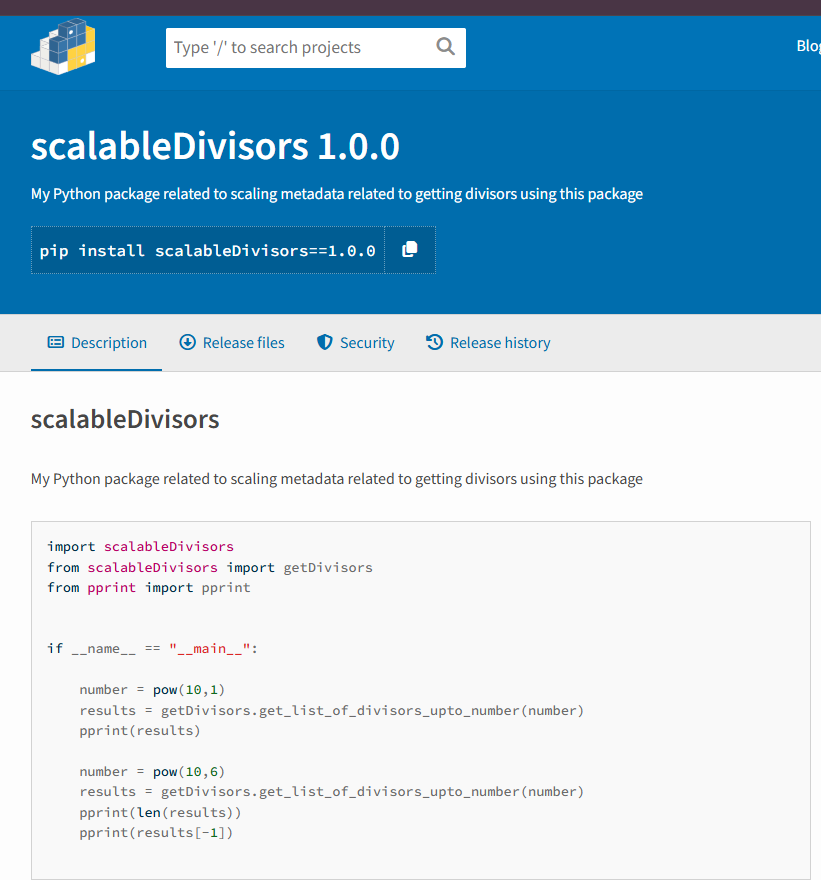 Type '/' to search projects
scalableDivisors 1.0.0
My Python package related to scaling metadata related to getting divisors using this package
pip install scalableDivisors==1.0.0
Description Release files Security Release history
scalableDivisors
My Python package related to scaling metadata related to getting divisors using this package
import scalableDivisors
from scalableDivisors import getDivisors
from pprint import pprint
if __name__ == "__main__":
number = pow(10,1)
results = getDivisors.get_list_of_divisors_upto_number(number)
pprint(results)
number = pow(10,6)
results = getDivisors.get_list_of_divisors_upto_number(number)
pprint(len(results))
pprint(results[-1])